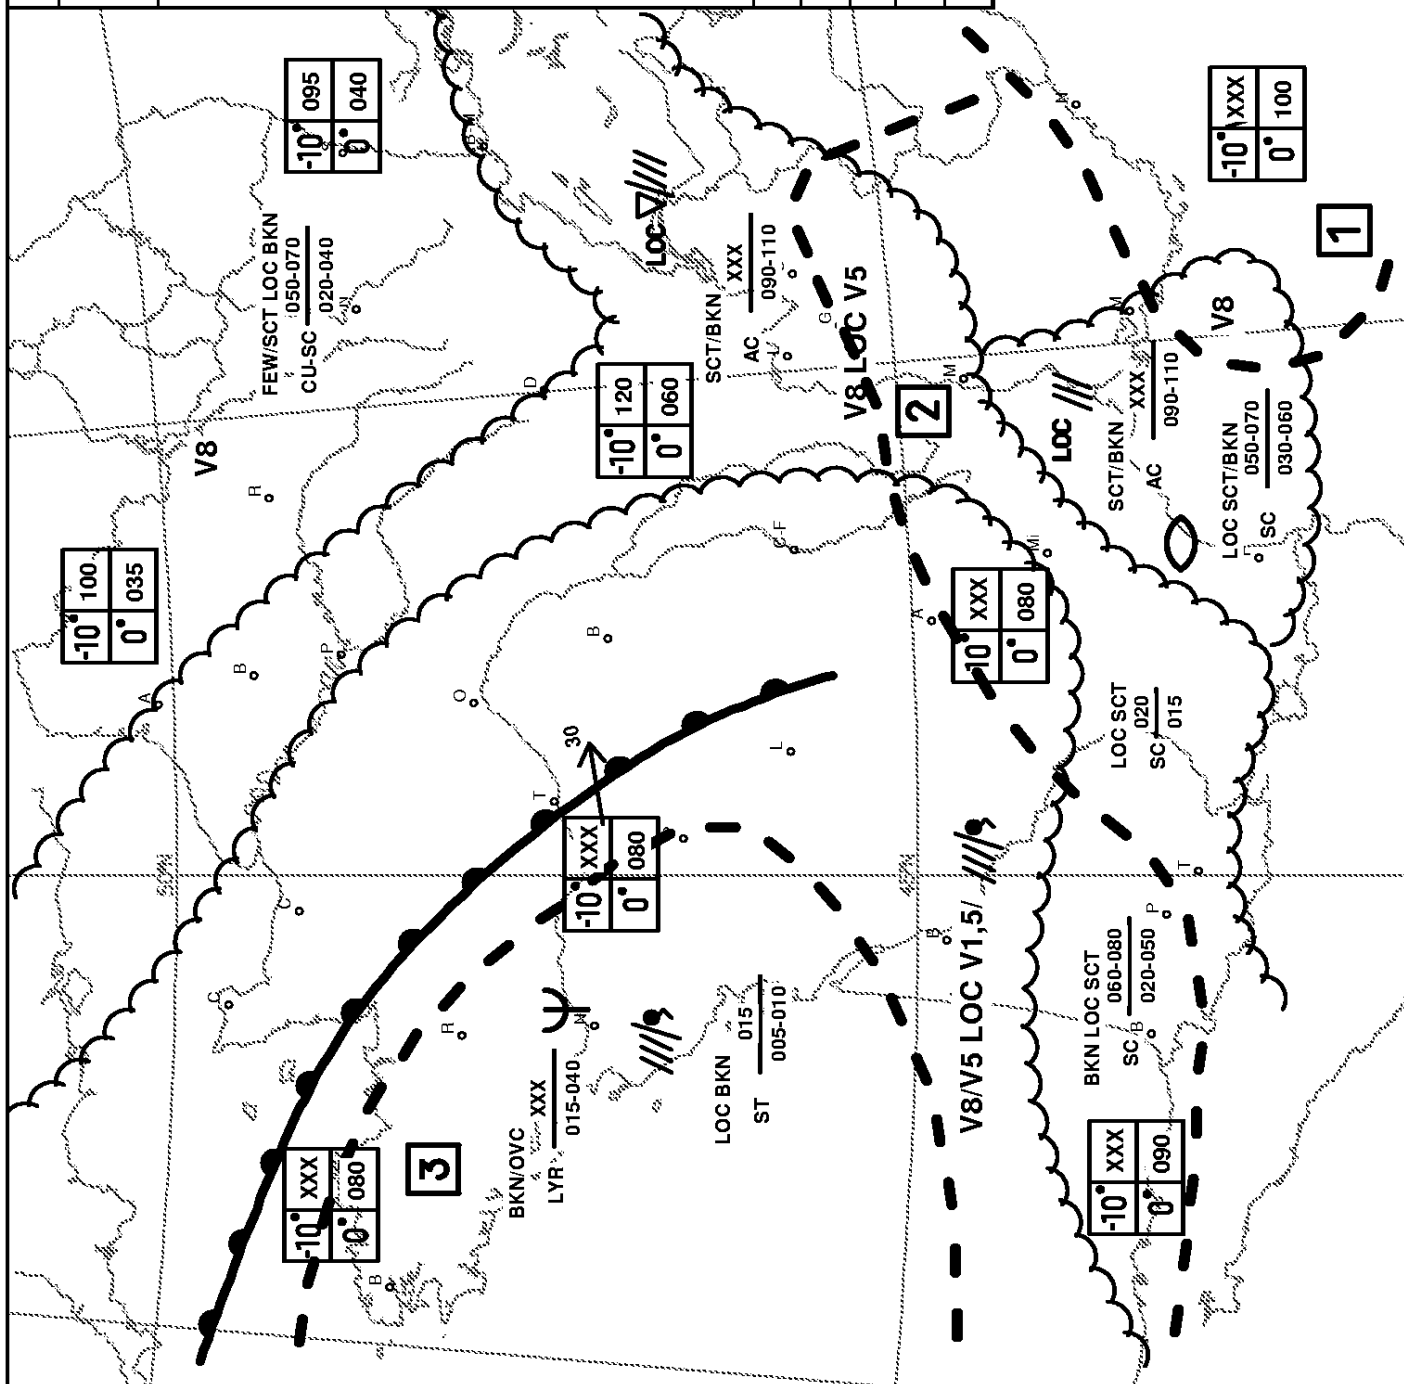 -10° 100
0° 035
A
V8
C
B
R
FEW/SCT LOC BKN
050-070
CU-SC
020-040
C
-10° 095
0° 040
-10° XXX
0° 080
P
N
B
3
R
O
B-M
BKN/OVC
XXX
LYR
015-040
D
T
30
-10° XXX
0° 080
N
B
-10° 120
0° 060
LOC
LOC BKN
015
ST
005-010
SCT/BKN
XXX
AC
090-110
L
C-F
L
G
V8 LOC V5
2
A
B
M
V8/V5 LOC V1,5/
-10° XXX
0° 080
Mi
LOC
M
BKN LOC SCT
060-080
SC
020-050
B
-10° XXX
0° 090
LOC SCT
020
SC
015
SCT/BKN
XXX
AC
090-110
M
P
T
V8
-10° XXX
0° 100
LOC SCT/BKN
050-070
SC
030-060
1